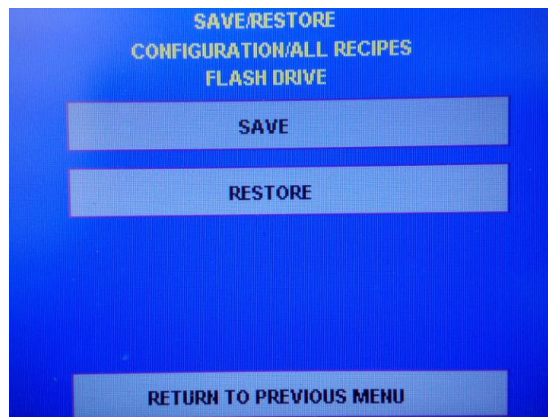 SAVE/RESTORE
CONFIGURATION/ALL RECIPES
FLASH DRIVE
SAVE
RESTORE
RETURN TO PREVIOUS MENU